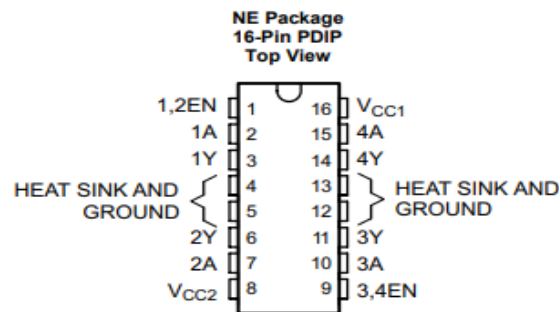 NE Package
16-Pin PDIP
Top View
1,2EN 1 16 VCC1
1A 2 15 4A
1Y 3 14 4Y
HEAT SINK AND GROUND 4 13 HEAT SINK AND GROUND
5 12
2Y 6 11 3Y
2A 7 10 3A
VCC2 8 9 3,4EN